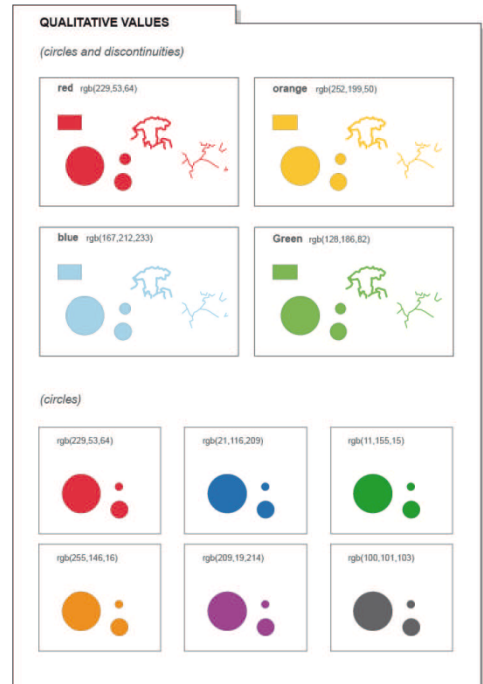 QUALITATIVE VALUES
(circles and discontinuities)
red rgb(229,53,64)
orange rgb(252,199,50)
blue rgb(167,212,233)
Green rgb(128,186,82)
(circles)
rgb(229,53,64)
rgb(21,116,209)
rgb(11,155,15)
rgb(255,146,16)
rgb(209,19,214)
rgb(100,101,103)